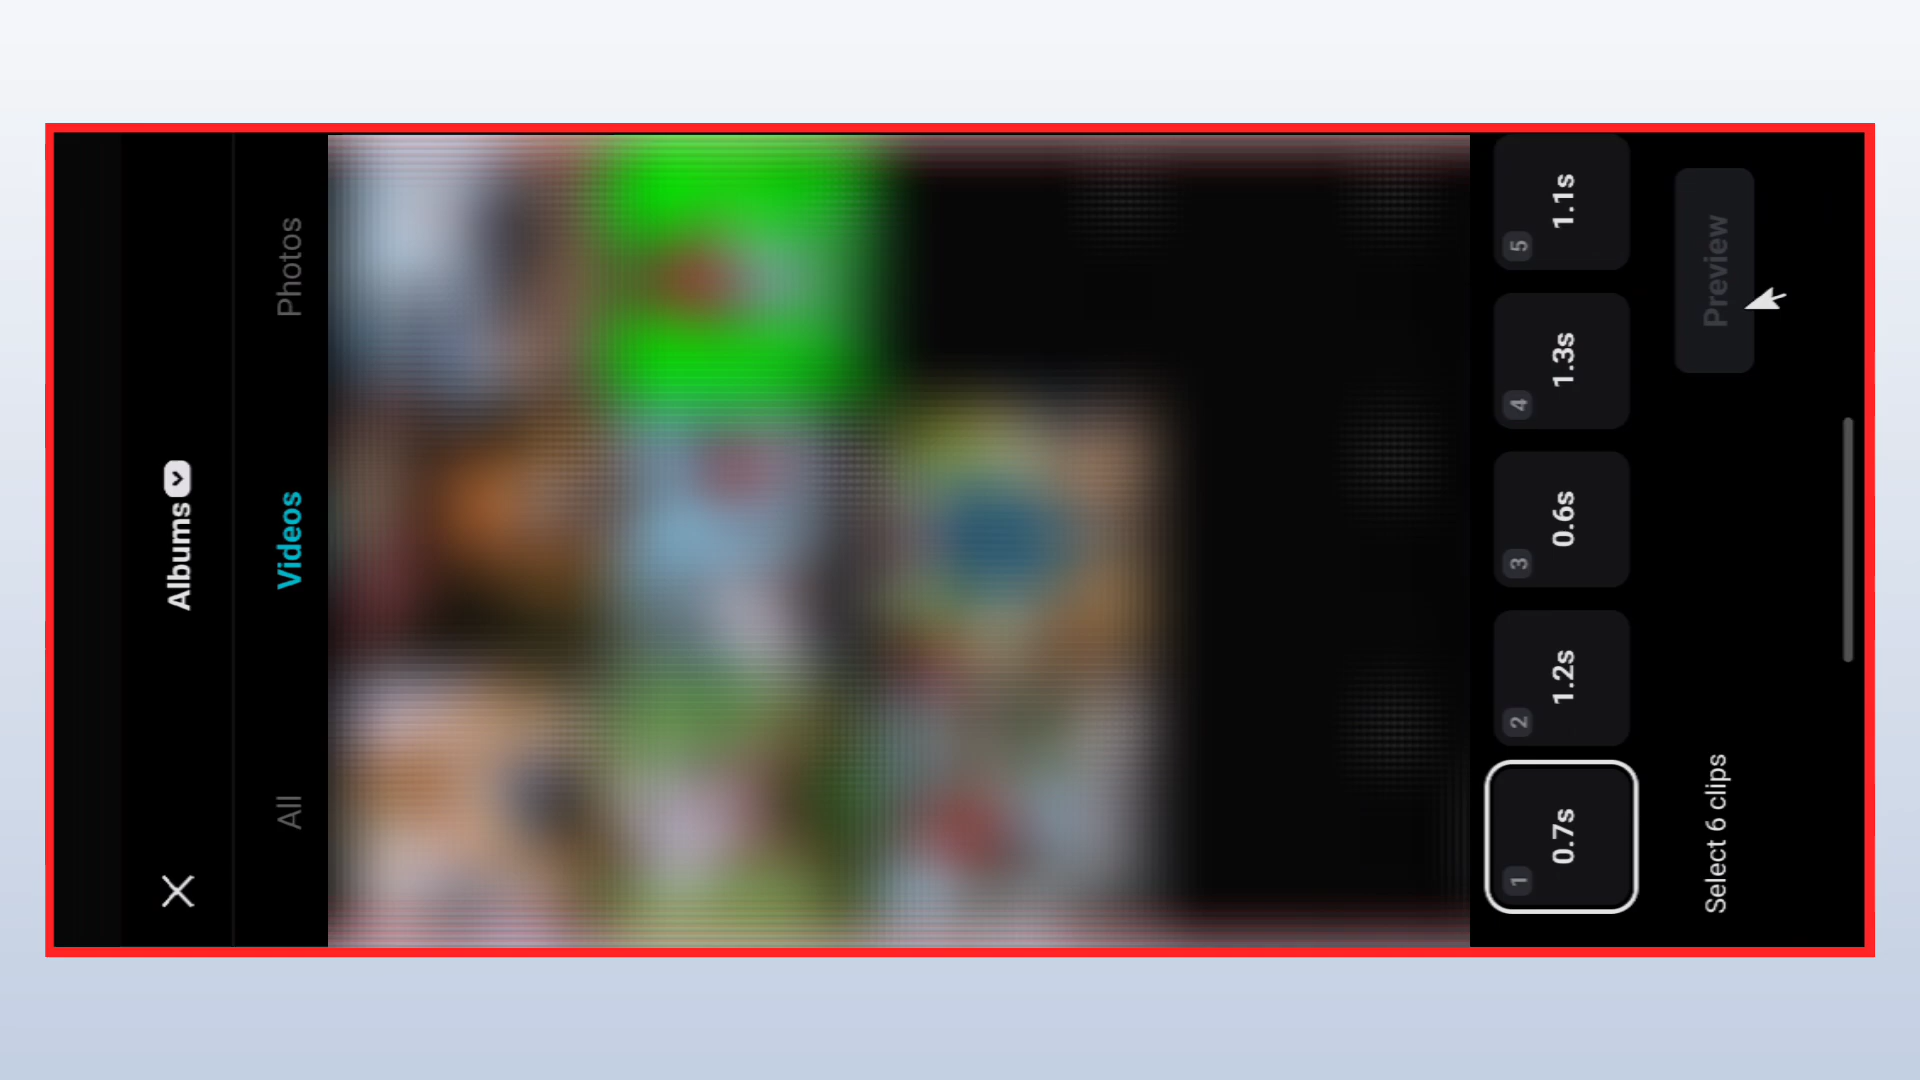 Albums
All Videos Photos
1 2 3 4 5
0.7s 1.2s 0.6s 1.3s 1.1s
Select 6 clips Preview